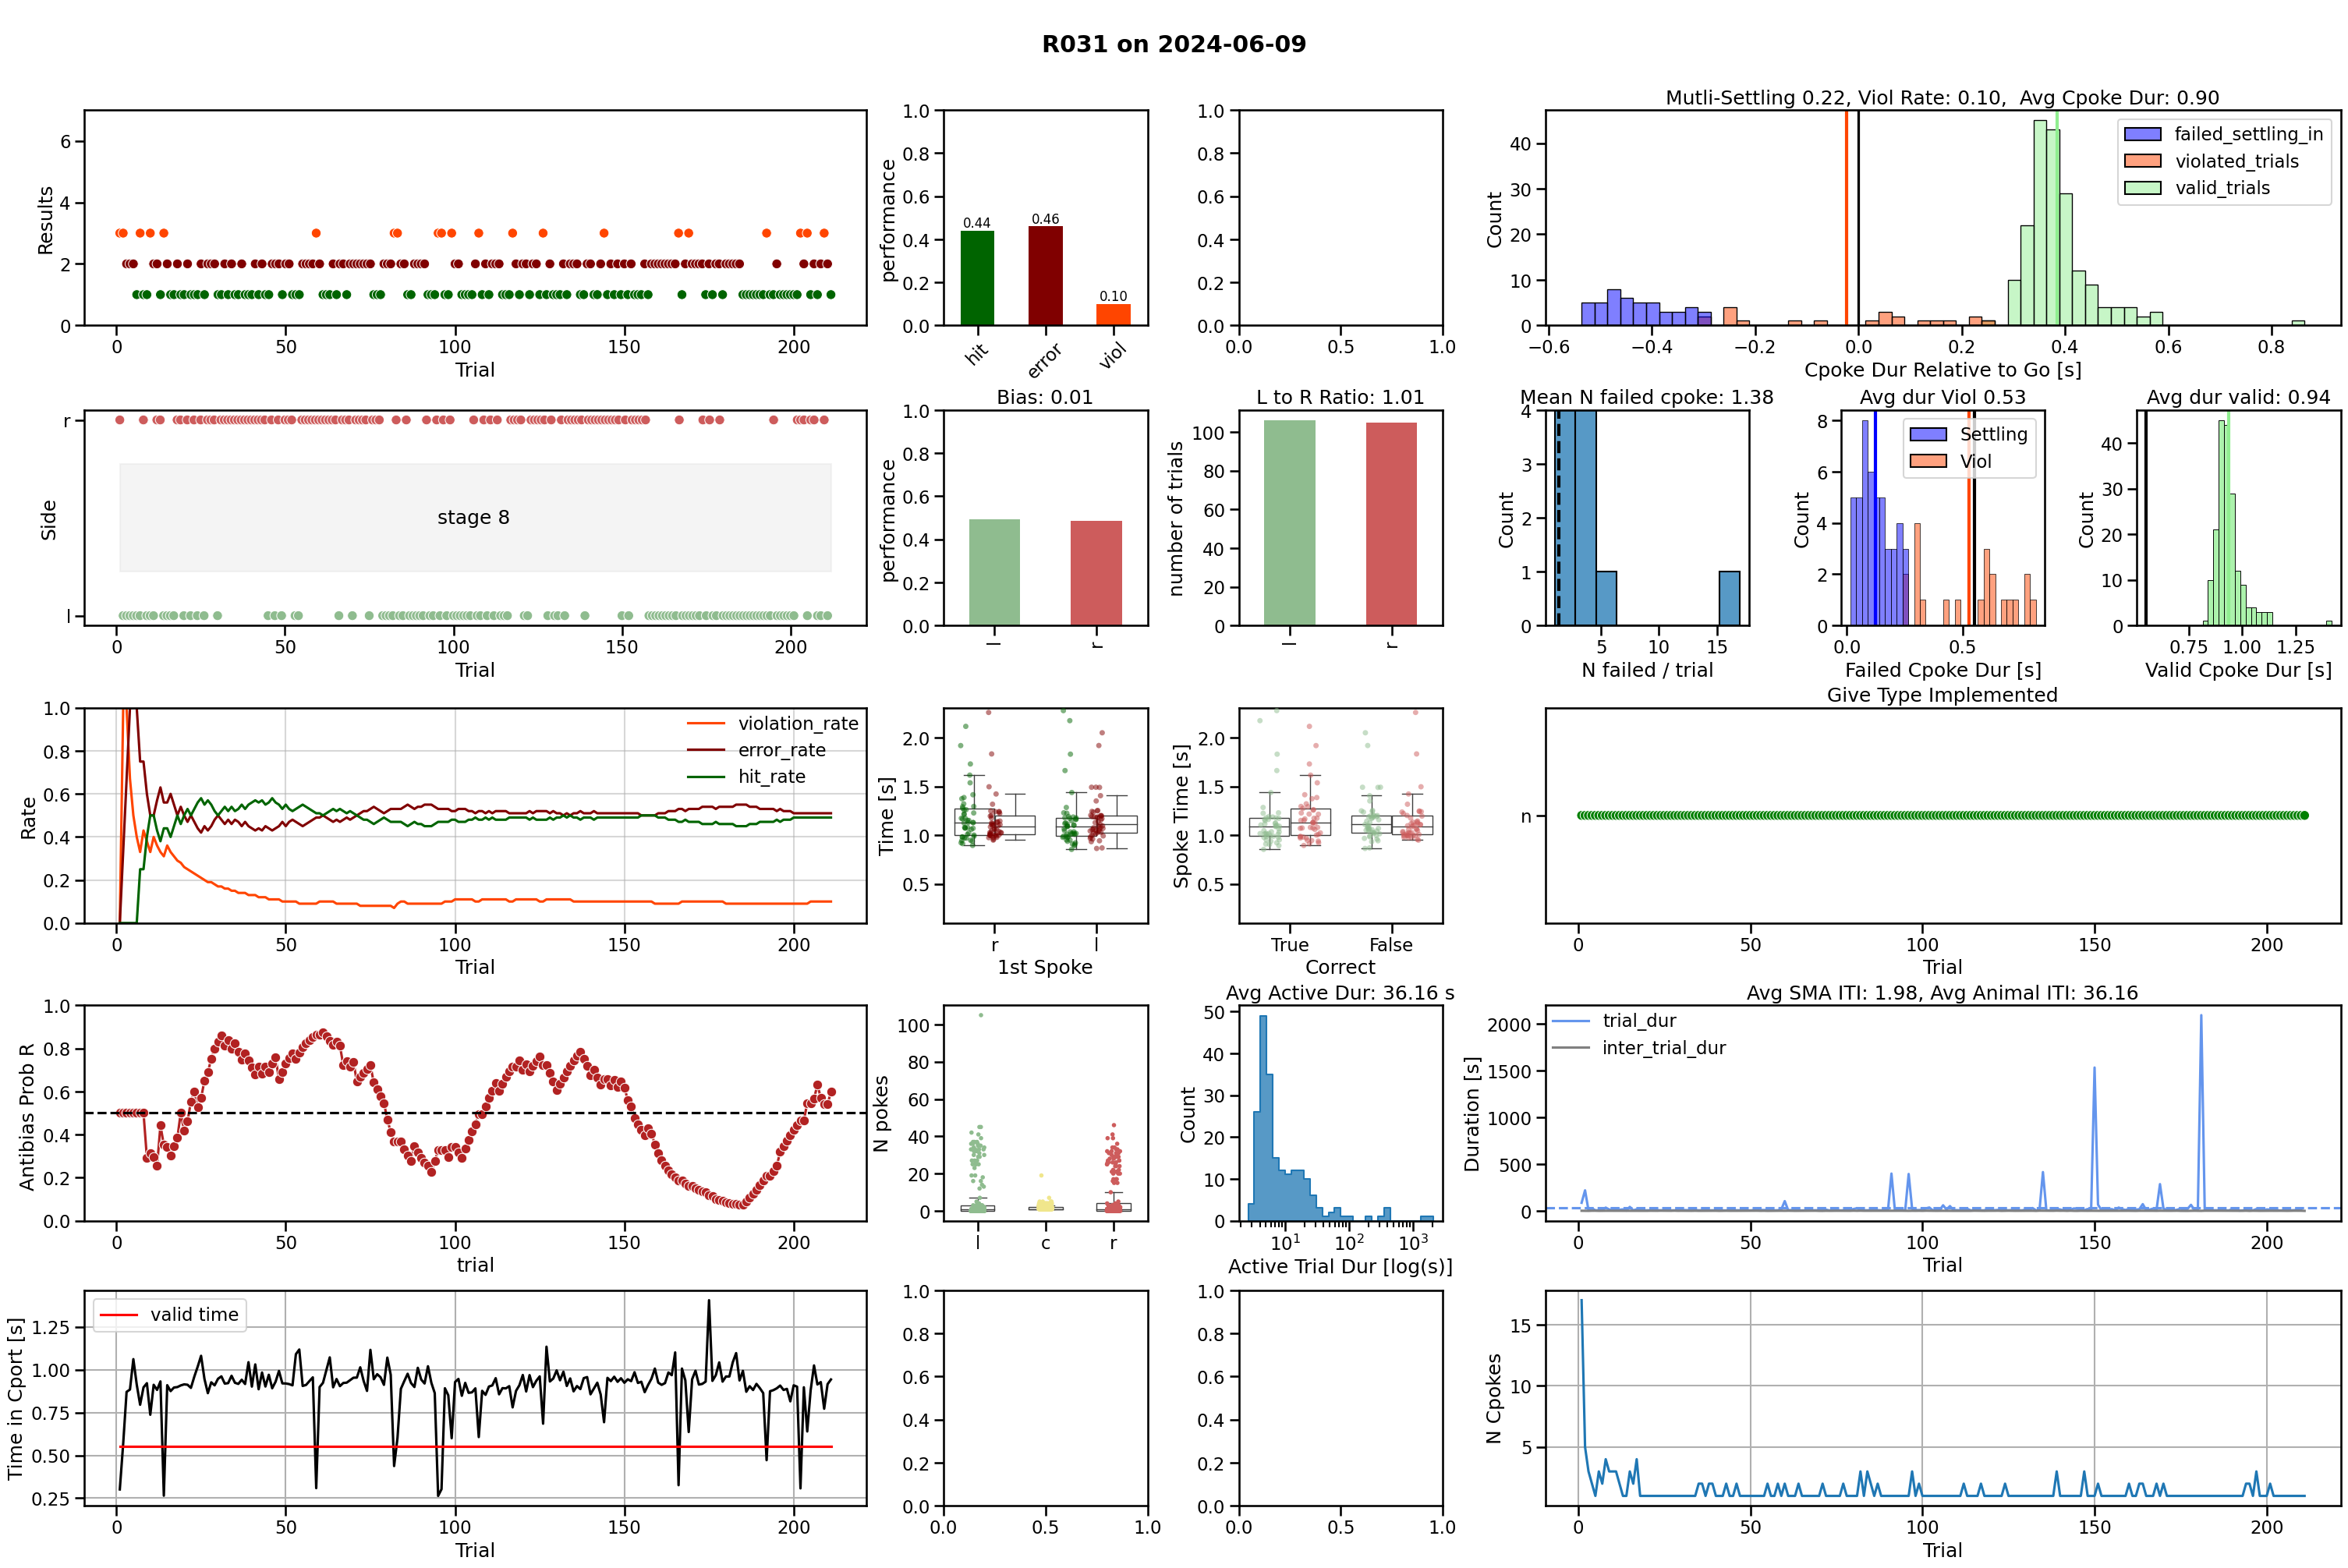 R031 on 2024-06-09
Results
6
4
2
0
0 50 100 150 200
Trial
performance
1.0
0.8
0.6
0.4
0.2
0.0
0.44
0.46
0.10
hit
error
viol
1.0
0.8
0.6
0.4
0.2
0.0
0.0 0.5 1.0
Mutli-Settling 0.22, Viol Rate: 0.10, Avg Cpoke Dur: 0.90
failed_settling_in
violated_trials
valid_trials
Count
40
30
20
10
0
−0.6 −0.4 −0.2 0.0 0.2 0.4 0.6 0.8
Cpoke Dur Relative to Go [s]
Side
r
l
stage 8
0 50 100 150 200
Trial
Bias: 0.01
performance
1.0
0.8
0.6
0.4
0.2
0.0
l
r
L to R Ratio: 1.01
number of trials
100
80
60
40
20
0
l
r
Mean N failed cpoke: 1.38
Count
4
3
2
1
0
5 10 15
N failed / trial
Avg dur Viol 0.53
Settling
Viol
Count
8
6
4
2
0
0.0 0.5
Failed Cpoke Dur [s]
Avg dur valid: 0.94
Count
40
30
20
10
0
0.75 1.00 1.25
Valid Cpoke Dur [s]
Rate
1.0
0.8
0.6
0.4
0.2
0.0
violation_rate
error_rate
hit_rate
0 50 100 150 200
Trial
Time [s]
2.0
1.5
1.0
0.5
r l
1st Spoke
Spoke Time [s]
2.0
1.5
1.0
0.5
True False
Correct
Give Type Implemented
n
0 50 100 150 200
Trial
Antibias Prob R
1.0
0.8
0.6
0.4
0.2
0.0
0 50 100 150 200
trial
N pokes
100
80
60
40
20
0
l c r
Avg Active Dur: 36.16 s
Count
50
40
30
20
10
0
10¹ 10² 10³
Active Trial Dur [log(s)]
Avg SMA ITI: 1.98, Avg Animal ITI: 36.16
trial_dur
inter_trial_dur
Duration [s]
2000
1500
1000
500
0
0 50 100 150 200
Trial
Time in Cport [s]
valid time
1.25
1.00
0.75
0.50
0.25
0 50 100 150 200
Trial
1.0
0.8
0.6
0.4
0.2
0.0
0.0 0.5 1.0
1.0
0.8
0.6
0.4
0.2
0.0
0.0 0.5 1.0
N Cpokes
15
10
5
0 50 100 150 200
Trial